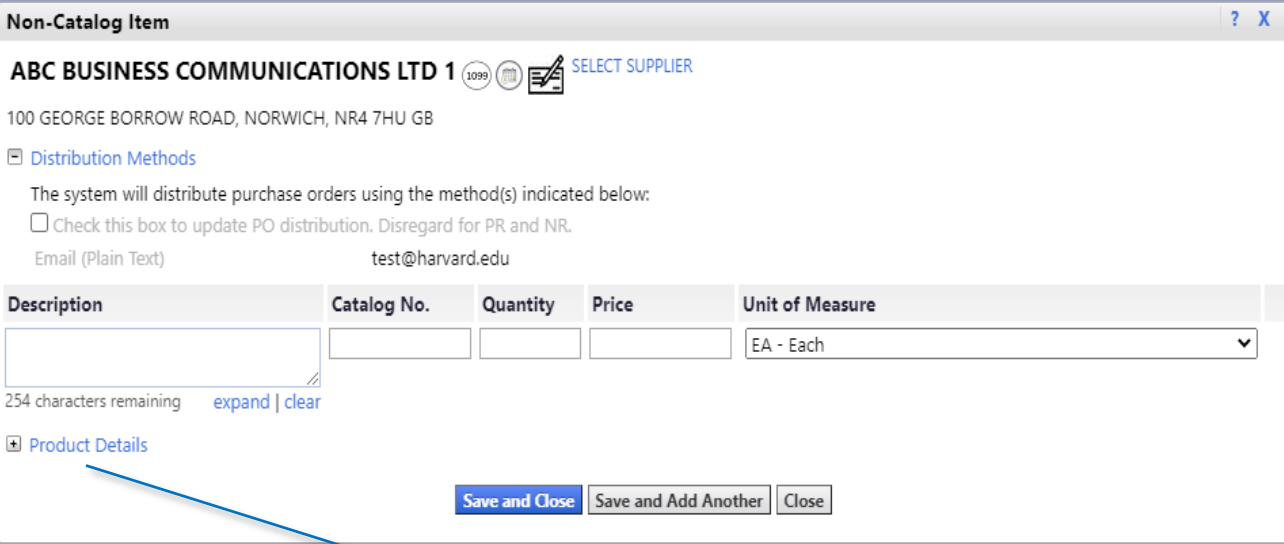 Non-Catalog Item ? X
ABC BUSINESS COMMUNICATIONS LTD 1 1099 SELECT SUPPLIER
100 GEORGE BORROW ROAD, NORWICH, NR4 7HU GB
Distribution Methods
The system will distribute purchase orders using the method(s) indicated below:
Check this box to update PO distribution. Disregard for PR and NR.
Email (Plain Text) test@harvard.edu
Description Catalog No. Quantity Price Unit of Measure
EA - Each
254 characters remaining expand | clear
Product Details
Save and Close Save and Add Another Close